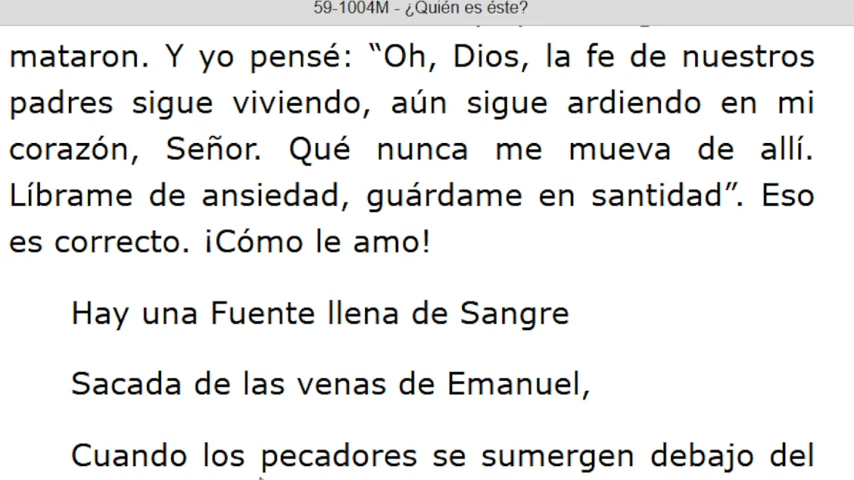 59-1004M - ¿Quién es éste?
mataron. Y yo pensé: “Oh, Dios, la fe de nuestros
padres sigue viviendo, aún sigue ardiendo en mi
corazón, Señor. Qué nunca me mueva de allí.
Líbrame de ansiedad, guárdame en santidad”. Eso
es correcto. ¡Cómo le amo!
Hay una Fuente llena de Sangre
Sacada de las venas de Emanuel,
Cuando los pecadores se sumergen debajo del